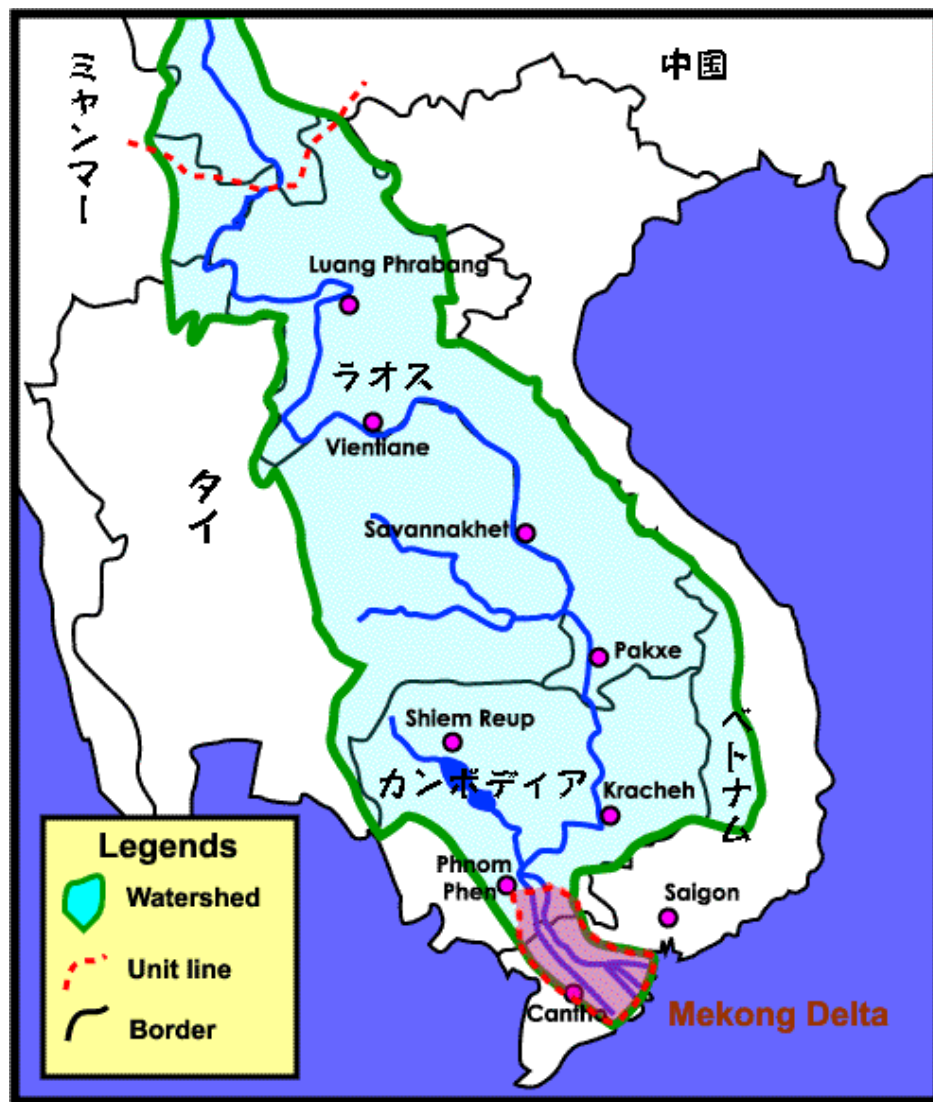 ミャンマー
中国
Luang Phrabang
ラオス
Vientiane
タイ
Savannakhet
Pakxe
Shiem Reup
ベトナム
カンボディア
Kracheh
Phnom
Phen
Saigon
Cantho
Mekong Delta
Legends
Watershed
Unit line
Border